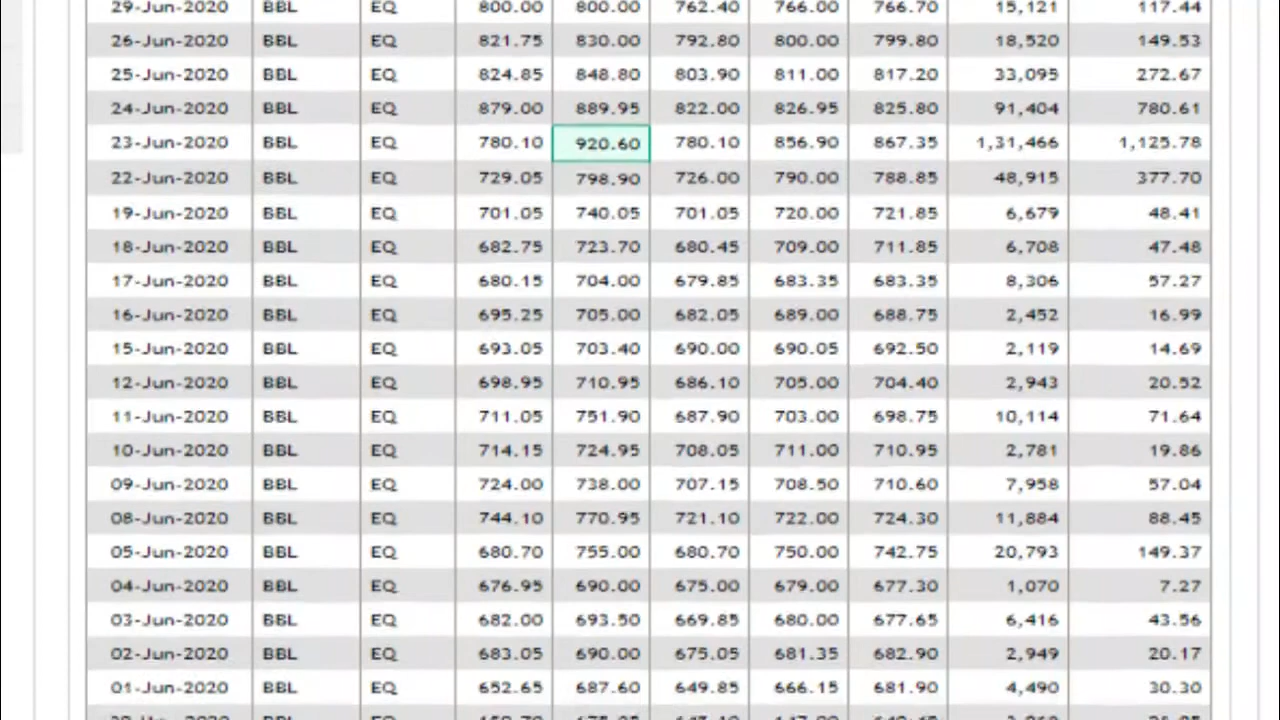 29-Jun-2020 BBL EQ 800.00 800.00 762.40 766.00 766.70 15,121 117.44
26-Jun-2020 BBL EQ 821.75 830.00 792.80 800.00 799.80 18,520 149.53
25-Jun-2020 BBL EQ 824.85 848.80 803.90 811.00 817.20 33,095 272.67
24-Jun-2020 BBL EQ 879.00 889.95 822.00 826.95 825.80 91,404 780.61
23-Jun-2020 BBL EQ 780.10 920.60 780.10 856.90 867.35 1,31,466 1,125.78
22-Jun-2020 BBL EQ 729.05 798.90 726.00 790.00 788.85 48,915 377.70
19-Jun-2020 BBL EQ 701.05 740.05 701.05 720.00 721.85 6,679 48.41
18-Jun-2020 BBL EQ 682.75 723.70 680.45 709.00 711.85 6,708 47.48
17-Jun-2020 BBL EQ 680.15 704.00 679.85 683.35 683.35 8,306 57.27
16-Jun-2020 BBL EQ 695.25 705.00 682.05 689.00 688.75 2,452 16.99
15-Jun-2020 BBL EQ 693.05 703.40 690.00 690.05 692.50 2,119 14.69
12-Jun-2020 BBL EQ 698.95 710.95 686.10 705.00 704.40 2,943 20.52
11-Jun-2020 BBL EQ 711.05 751.90 687.90 703.00 698.75 10,114 71.64
10-Jun-2020 BBL EQ 714.15 724.95 708.05 711.00 710.95 2,781 19.86
09-Jun-2020 BBL EQ 724.00 738.00 707.15 708.50 710.60 7,958 57.04
08-Jun-2020 BBL EQ 744.10 770.95 721.10 722.00 724.30 11,884 88.45
05-Jun-2020 BBL EQ 680.70 755.00 680.70 750.00 742.75 20,793 149.37
04-Jun-2020 BBL EQ 676.95 690.00 675.00 679.00 677.30 1,070 7.27
03-Jun-2020 BBL EQ 682.00 693.50 669.85 680.00 677.65 6,416 43.56
02-Jun-2020 BBL EQ 683.05 690.00 675.05 681.35 682.90 2,949 20.17
01-Jun-2020 BBL EQ 652.65 687.60 649.85 666.15 681.90 4,490 30.30